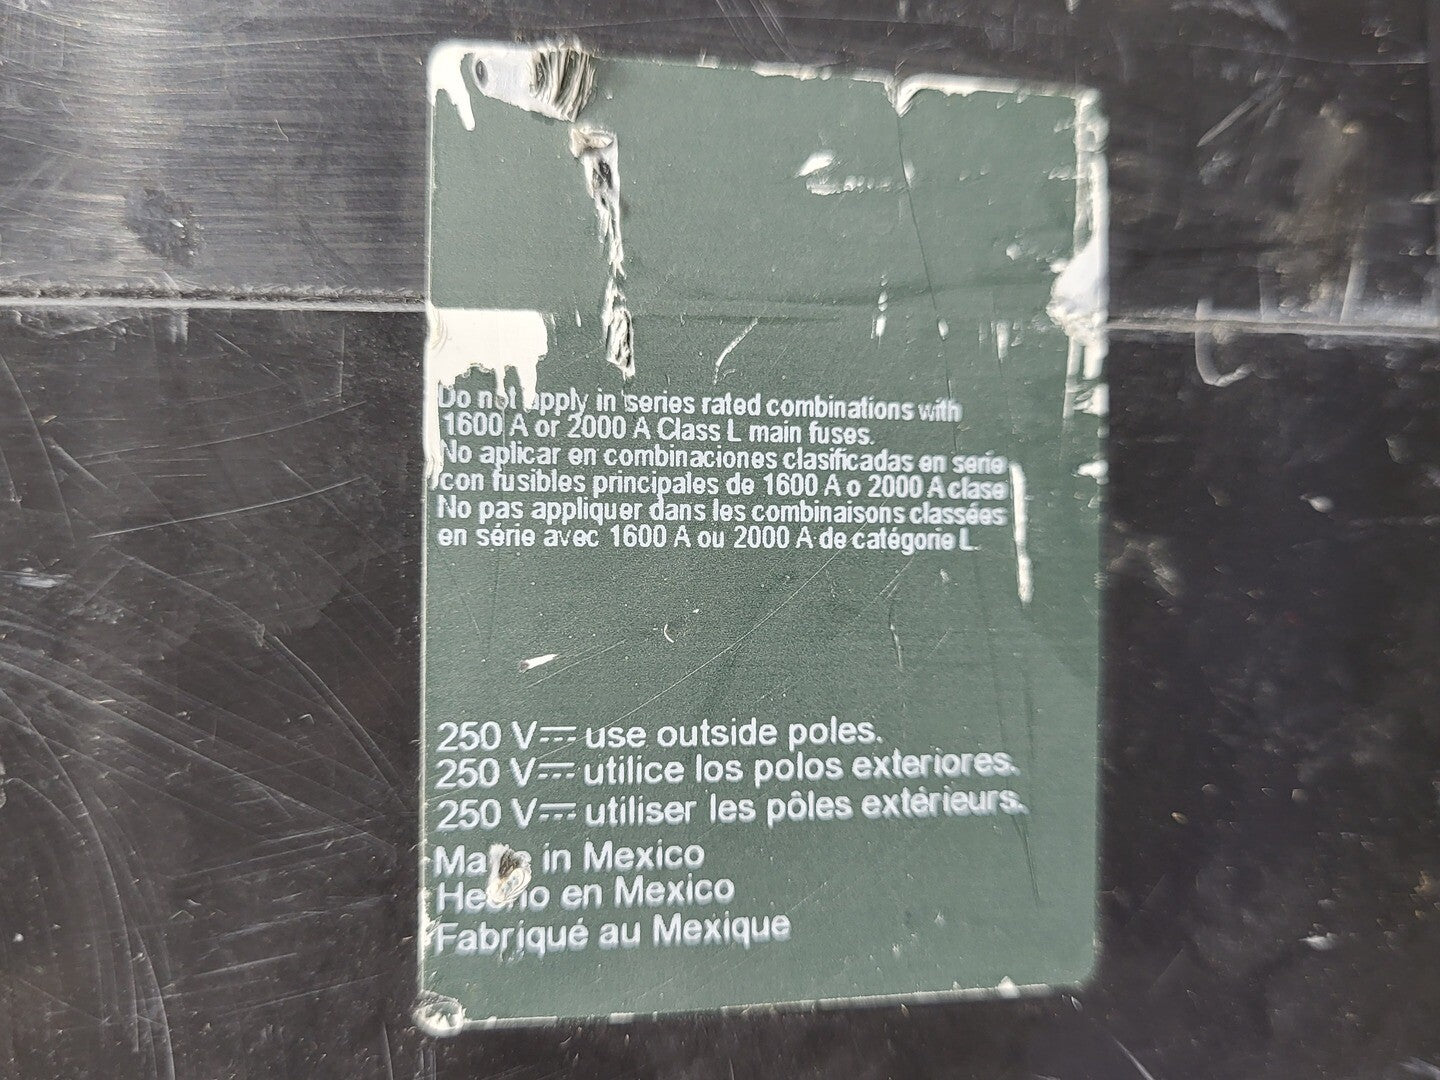 Do not apply in series rated combinations with
1600 A or 2000 A Class L main fuses.
No aplicar en combinaciones clasificadas en serie
con fusibles principales de 1600 A o 2000 A clase
No pas appliquer dans les combinaisons classées
en série avec 1600 A ou 2000 A de catégorie L.
250 V⎓ use outside poles.
250 V⎓ utilice los polos exteriores.
250 V⎓ utiliser les pôles extérieurs.
Made in Mexico
Hecho en Mexico
Fabriqué au Mexique